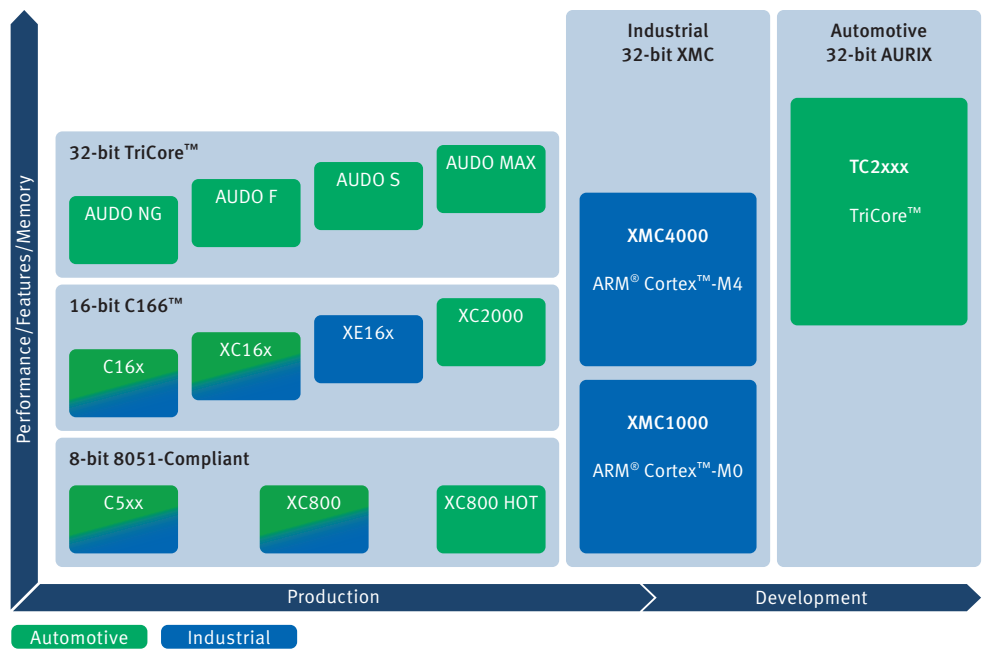 Performance/Features/Memory
32-bit TriCore™
AUDO NG
AUDO F
AUDO S
AUDO MAX
16-bit C166™
C16x
XC16x
XE16x
XC2000
8-bit 8051-Compliant
C5xx
XC800
XC800 HOT
Industrial
32-bit XMC
XMC4000
ARM® Cortex™-M4
XMC1000
ARM® Cortex™-M0
Automotive
32-bit AURIX
TC2xxx
TriCore™
Production
Development
Automotive
Industrial